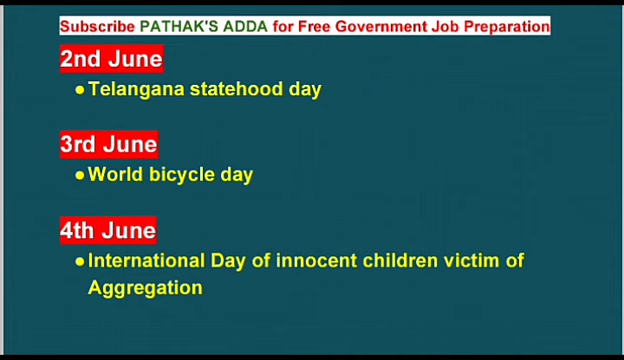 Subscribe PATHAK'S ADDA for Free Government Job Preparation
2nd June
● Telangana statehood day
3rd June
● World bicycle day
4th June
● International Day of innocent children victim of
Aggregation